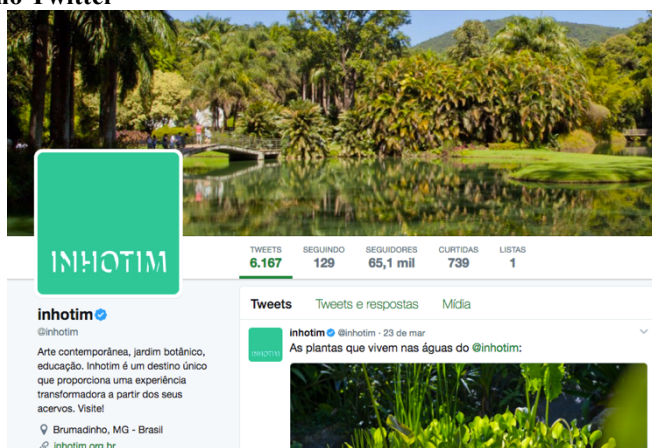 no Twitter
INHOTIM
TWEETS SEGUINDO SEGUIDORES CURTIDAS LISTAS
6.167 129 65,1 mil 739 1
inhotim
@inhotim
Arte contemporânea, jardim botânico,
educação. Inhotim é um destino único
que proporciona uma experiência
transformadora a partir dos seus
acervos. Visite!
Brumadinho, MG - Brasil
inhotim.org.br
Tweets Tweets e respostas Mídia
INHOTIM
inhotim @inhotim · 23 de mar
As plantas que vivem nas águas do @inhotim: